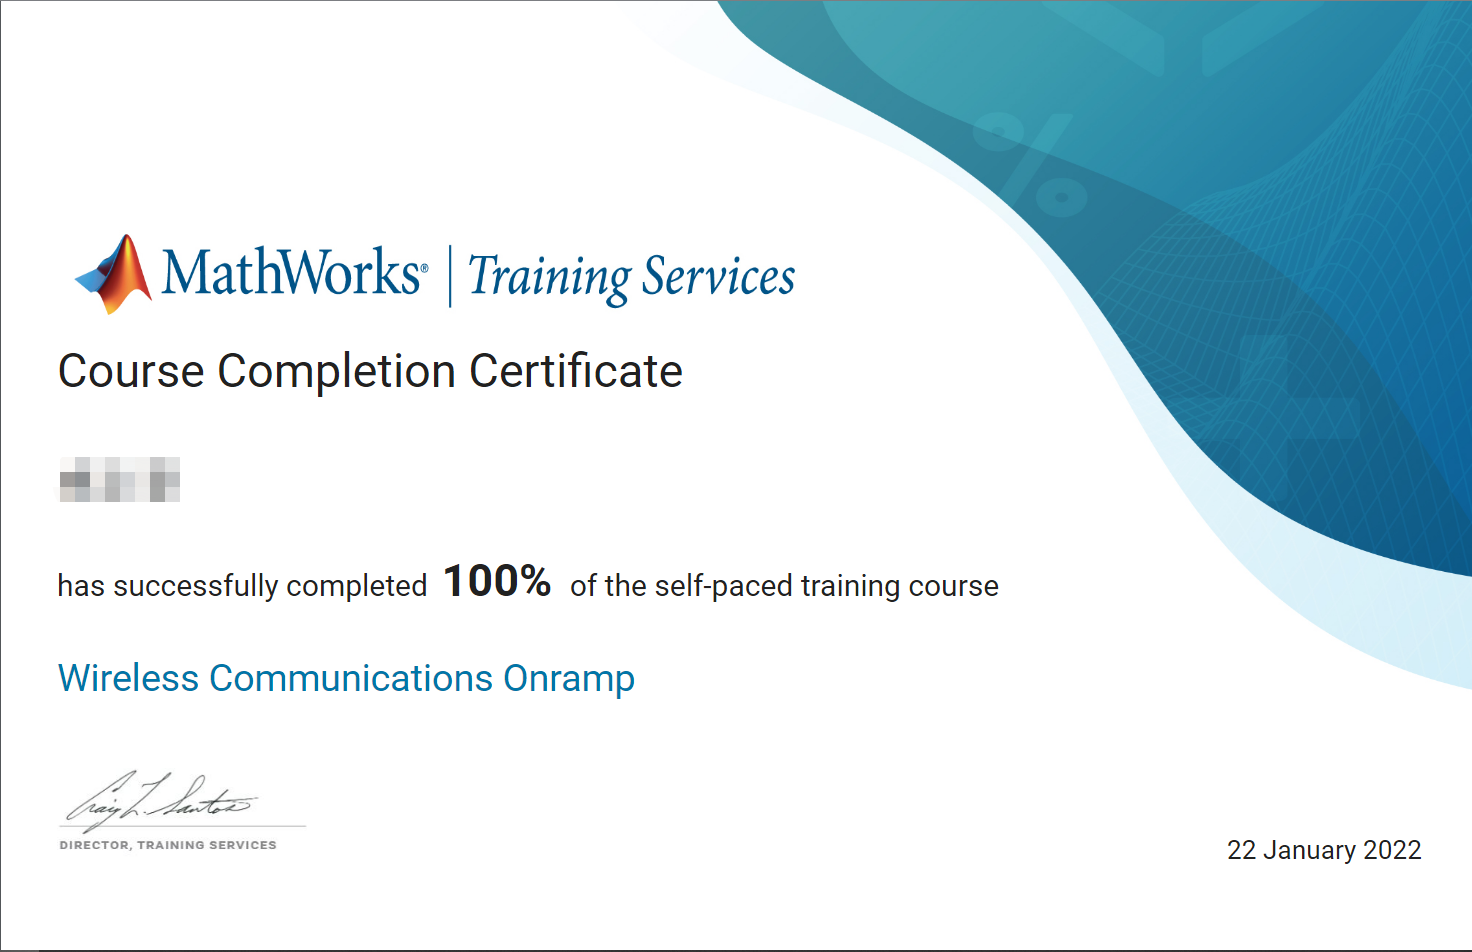 MathWorks® | Training Services
Course Completion Certificate
has successfully completed 100% of the self-paced training course
Wireless Communications Onramp
Craig L. Santos
DIRECTOR, TRAINING SERVICES
22 January 2022